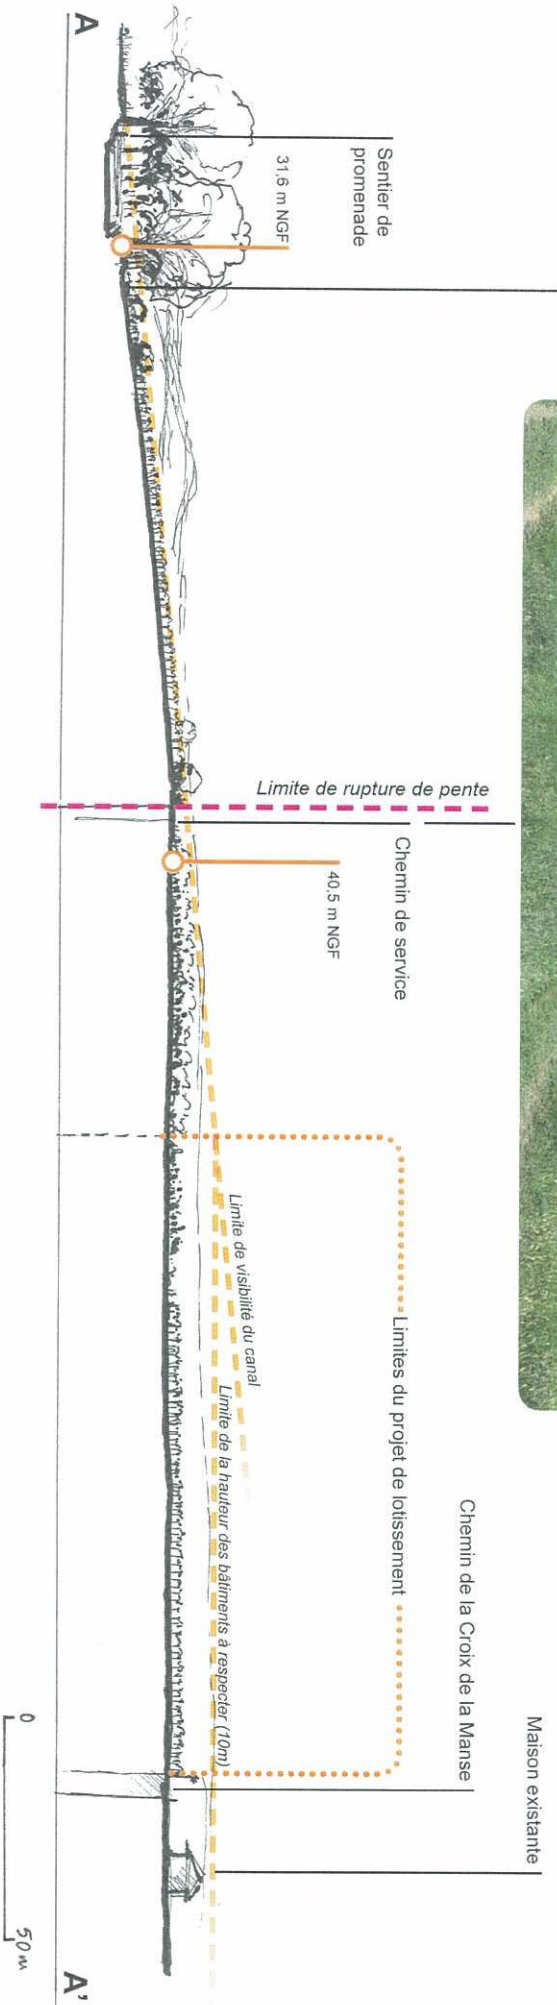 A
Sentier de
promenade
31,6 m NGF
Limite de rupture de pente
Chemin de service
40,5 m NGF
Limite de visibilité du canal
Limites du projet de lotissement
Limite de la hauteur des bâtiments à respecter (10m)
Chemin de la Croix de la Manse
Maison existante
0
50 m
A'